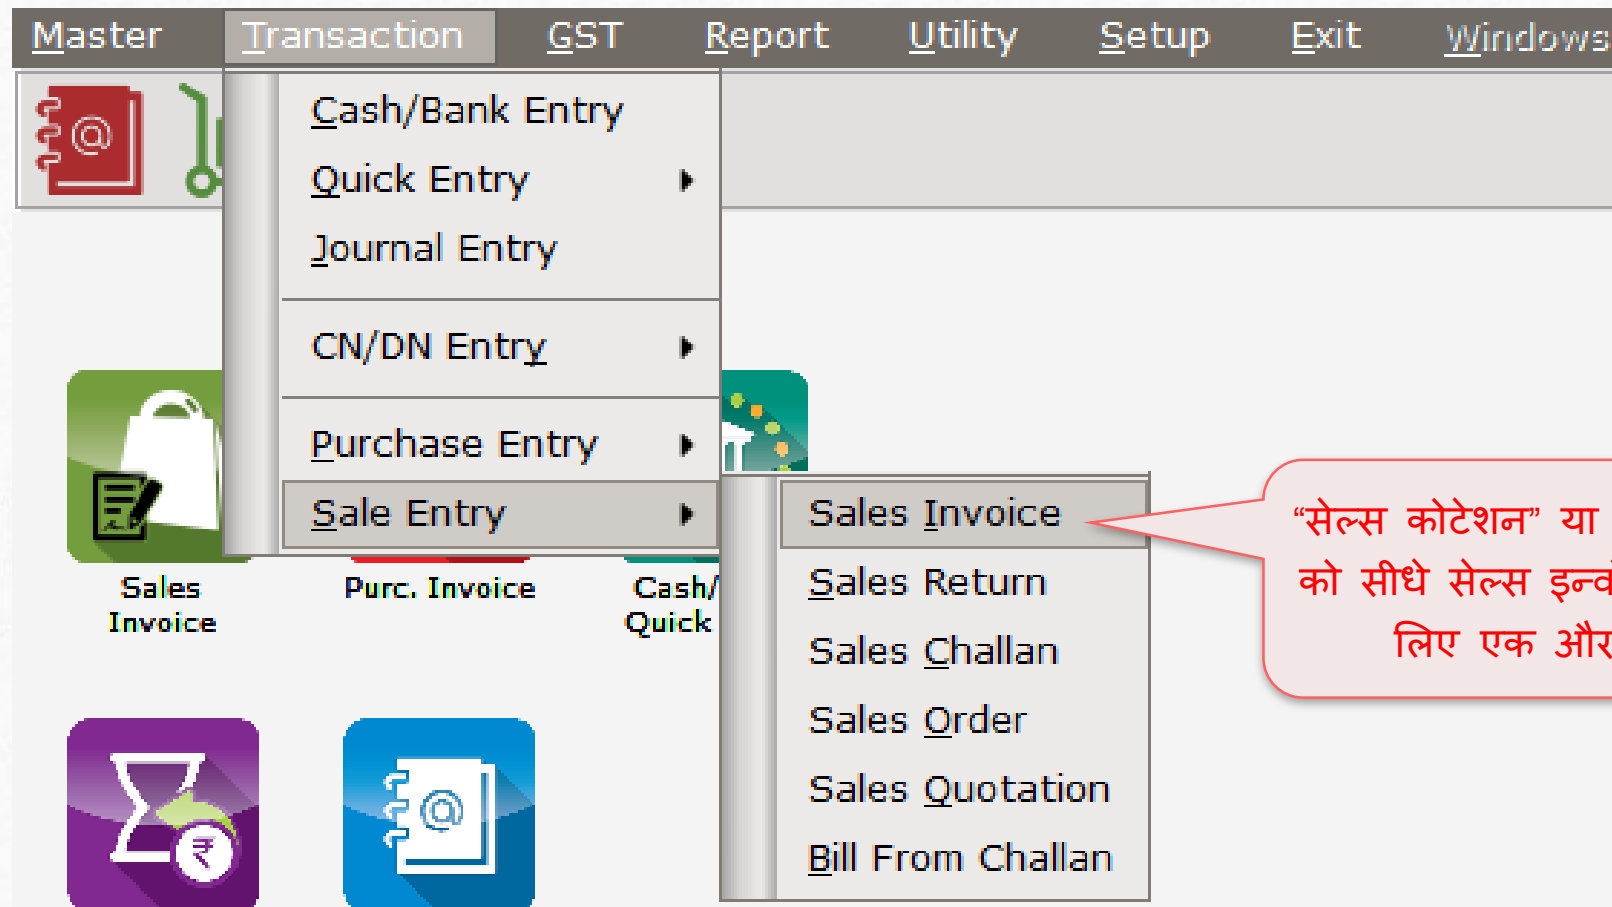 Master Transaction GST Report Utility Setup Exit Windows
Cash/Bank Entry
Quick Entry
Journal Entry
CN/DN Entry
Purchase Entry
Sale Entry
Sales Invoice
Sales Return
Sales Challan
Sales Order
Sales Quotation
Bill From Challan
“सेल्स कोटेशन” या
को सीधे सेल्स
लिए एक और
Sales
Invoice
Purc. Invoice
Cash/
Quick